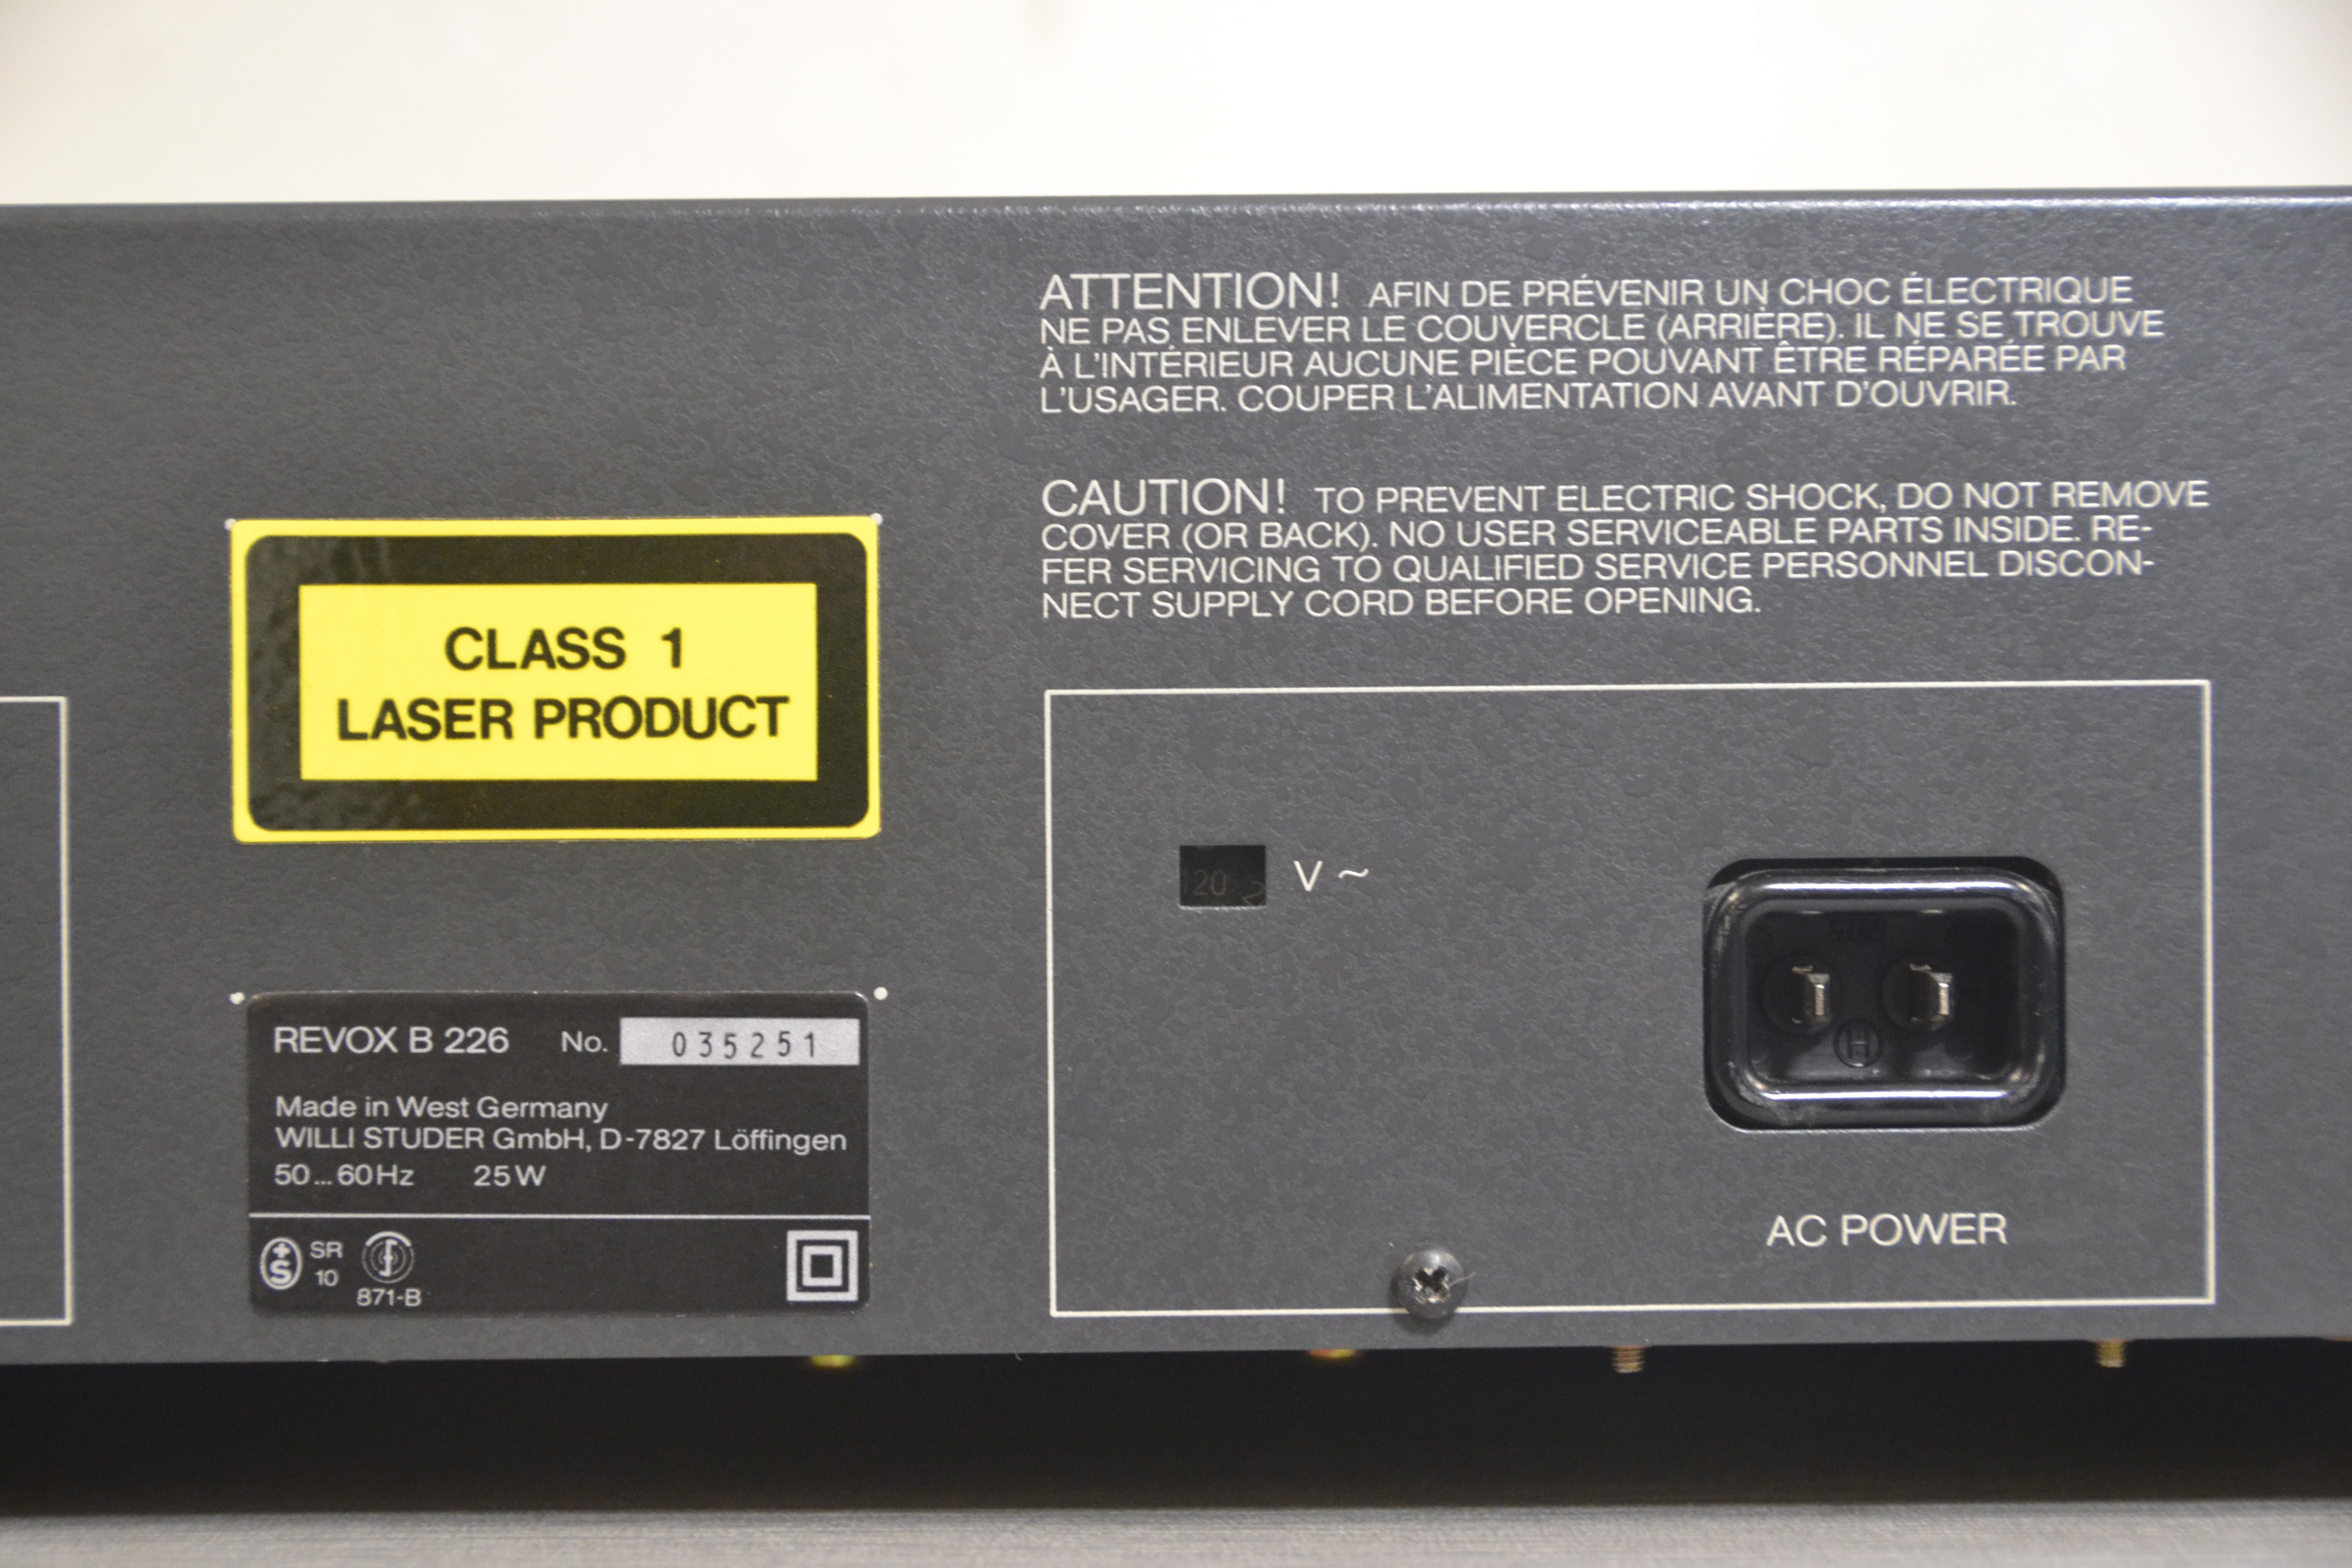 ATTENTION! AFIN DE PRÉVENIR UN CHOC ÉLECTRIQUE
NE PAS ENLEVER LE COUVERCLE (ARRIÈRE). IL NE SE TROUVE
À L'INTÉRIEUR AUCUNE PIÈCE POUVANT ÊTRE RÉPARÉE PAR
L'USAGER. COUPER L'ALIMENTATION AVANT D'OUVRIR.
CAUTION! TO PREVENT ELECTRIC SHOCK, DO NOT REMOVE
COVER (OR BACK). NO USER SERVICEABLE PARTS INSIDE. RE-
FER SERVICING TO QUALIFIED SERVICE PERSONNEL DISCON-
NECT SUPPLY CORD BEFORE OPENING.
CLASS 1
LASER PRODUCT
120 V ~
H
AC POWER
REVOX B 226 No. 035251
Made in West Germany
WILLI STUDER GmbH, D-7827 Löffingen
50...60Hz 25W
+S SR
10
871-B